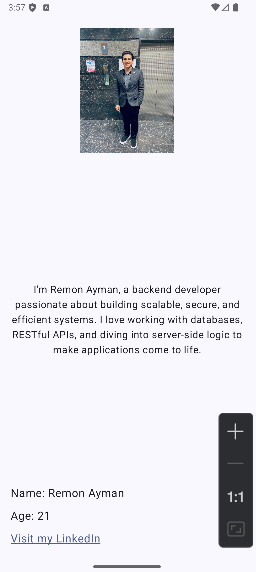 3:57
I'm Remon Ayman, a backend developer
passionate about building scalable, secure, and
efficient systems. I love working with databases,
RESTful APIs, and diving into server-side logic to
make applications come to life.
1:1
Name: Remon Ayman
Age: 21
Visit my LinkedIn